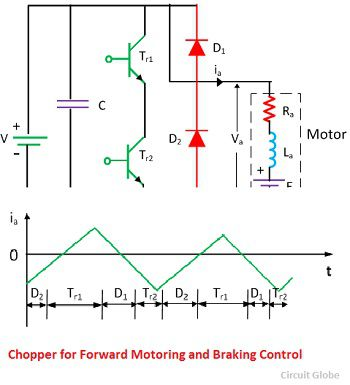 D1
Tr1
ia
+
V
-
C
D2
Va
Ra
Motor
La
Tr2
+
ia
0
t
D2 Tr1 D1 Tr2 D2 Tr1 D1 Tr2
Chopper for Forward Motoring and Braking Control
Circuit Globe